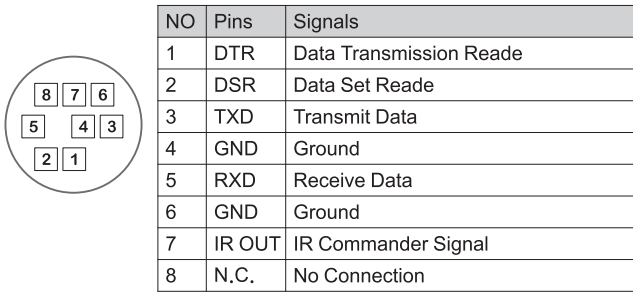 8 7 6
5 4 3
2 1
NO Pins Signals
1 DTR Data Transmission Reade
2 DSR Data Set Reade
3 TXD Transmit Data
4 GND Ground
5 RXD Receive Data
6 GND Ground
7 IR OUT IR Commander Signal
8 N.C. No Connection